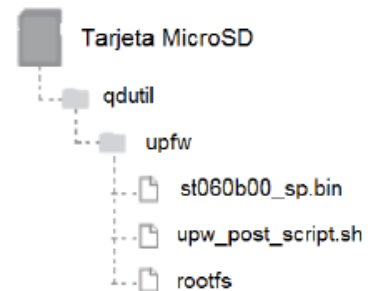 Tarjeta MicroSD
qdutil
upfw
st060b00_sp.bin
upw_post_script.sh
rootfs